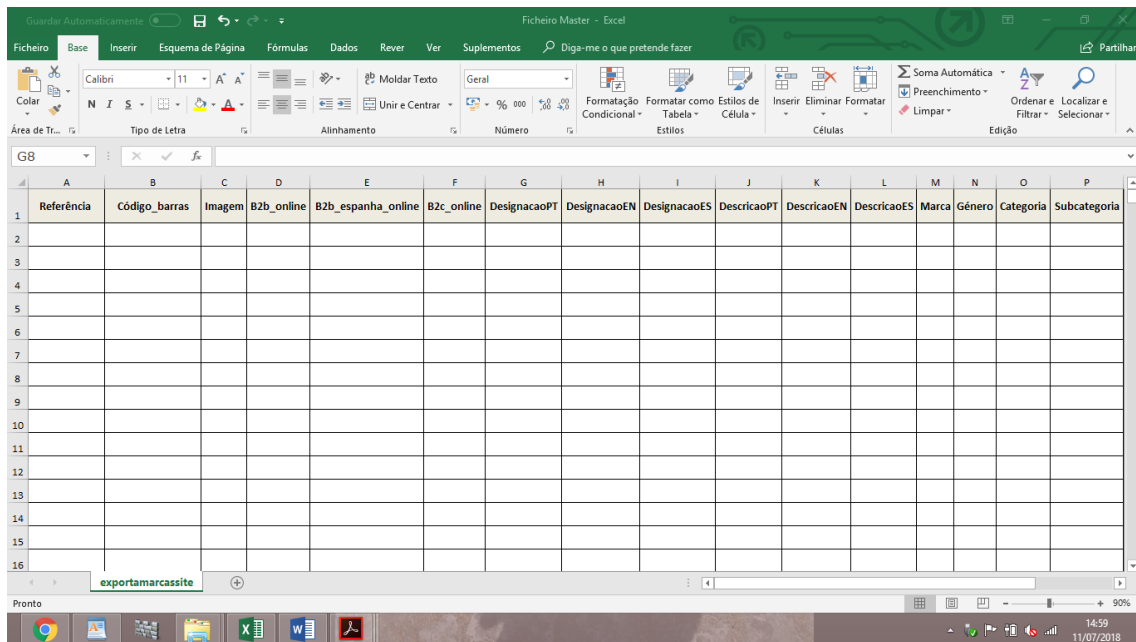 Guardar Automaticamente
Ficheiro Master - Excel
Ficheiro Base Inserir Esquema de Página Fórmulas Dados Rever Ver Suplementos Diga-me o que pretende fazer Partilhar
Calibri 11 A A Moldar Texto Geral
Soma Automática
Preenchimento
Limpar
Colar
N I S A Unir e Centrar % 000
Formatação Condicional
Formatar como Tabela
Estilos de Célula
Inserir Eliminar Formatar
Ordenar e Filtrar
Localizar e Selecionar
Área de Tr... Tipo de Letra Alinhamento Número Estilos Células Edição
G8 fx
A B C D E F G H I J K L M N O P
1 Referência Código_barras Imagem B2b_online B2b_espanha_online B2c_online DesignacaoPT DesignacaoEN DesignacaoES DescricaoPT DescricaoEN DescricaoES Marca Género Categoria Subcategoria
2
3
4
5
6
7
8
9
10
11
12
13
14
15
16
exportamarcassite
Pronto 90%
14:59
11/07/2018